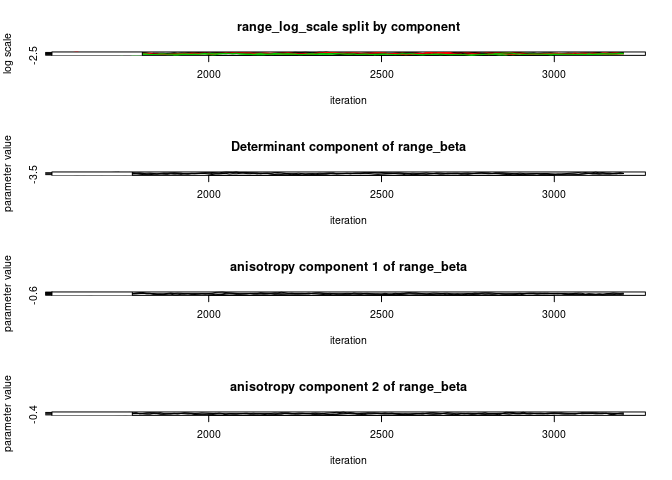 range_log_scale split by component
log scale
-2.5
2000 2500 3000
iteration
Determinant component of range_beta
parameter value
-3.5
2000 2500 3000
iteration
anisotropy component 1 of range_beta
parameter value
-0.6
2000 2500 3000
iteration
anisotropy component 2 of range_beta
parameter value
-0.4
2000 2500 3000
iteration